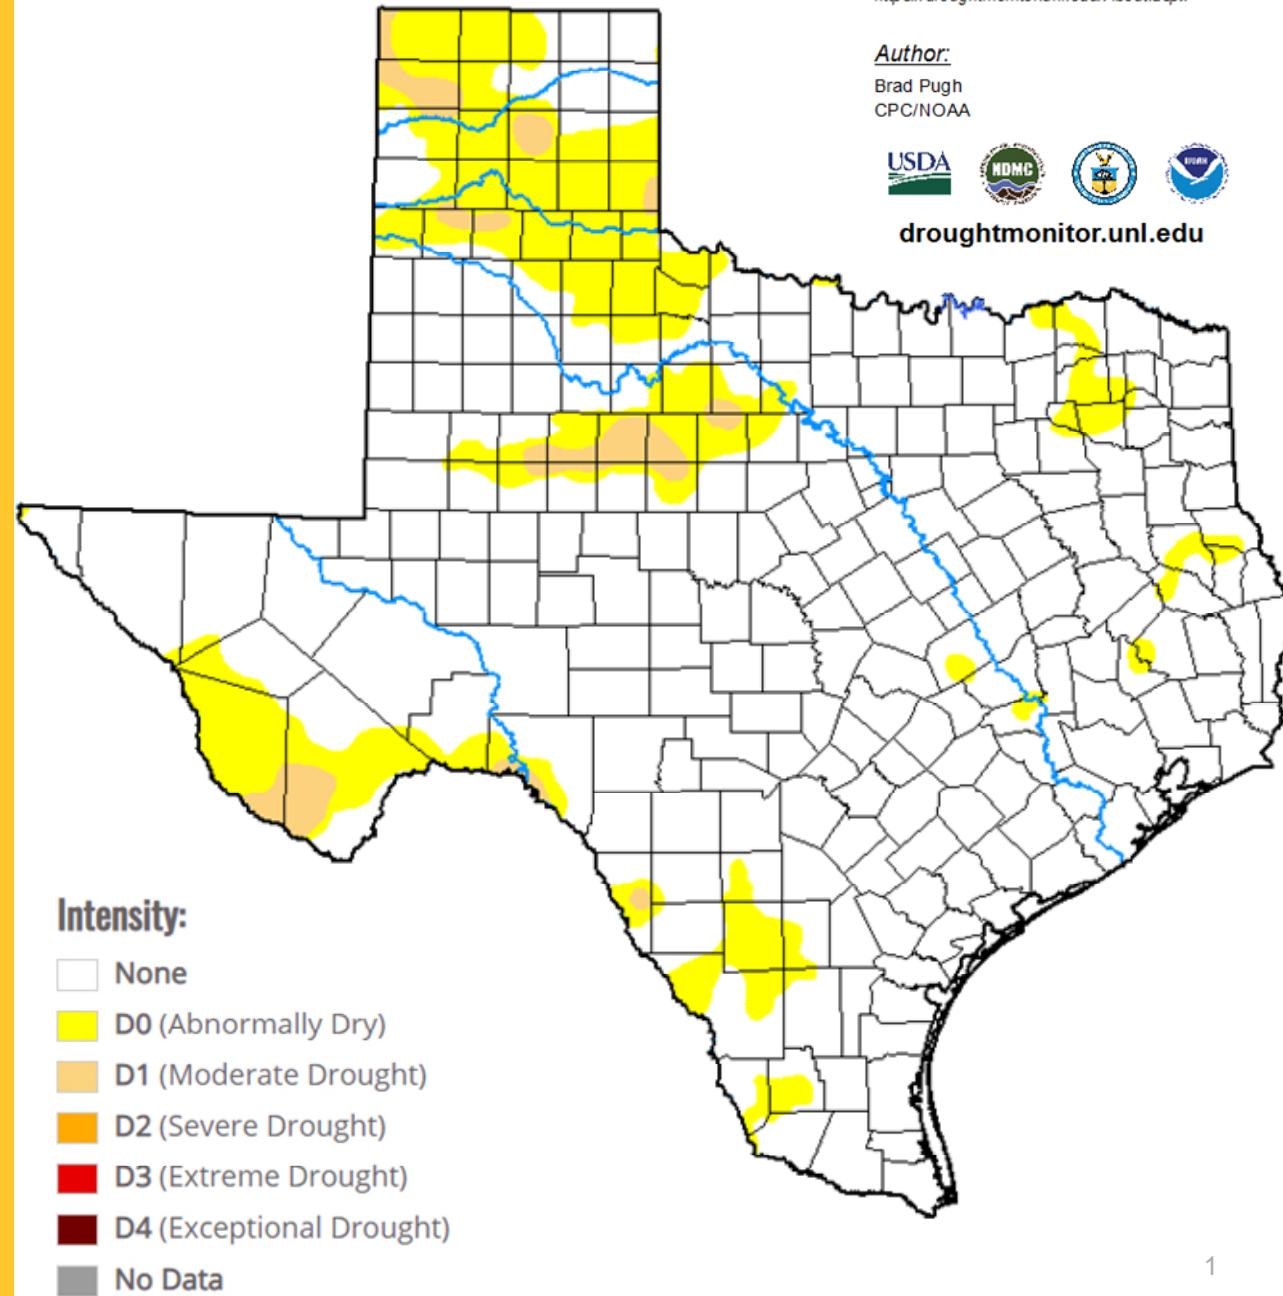 Author:
Brad Pugh
CPC/NOAA
USDA
NDMC
NOAA
droughtmonitor.unl.edu
Intensity:
None
D0 (Abnormally Dry)
D1 (Moderate Drought)
D2 (Severe Drought)
D3 (Extreme Drought)
D4 (Exceptional Drought)
No Data
1